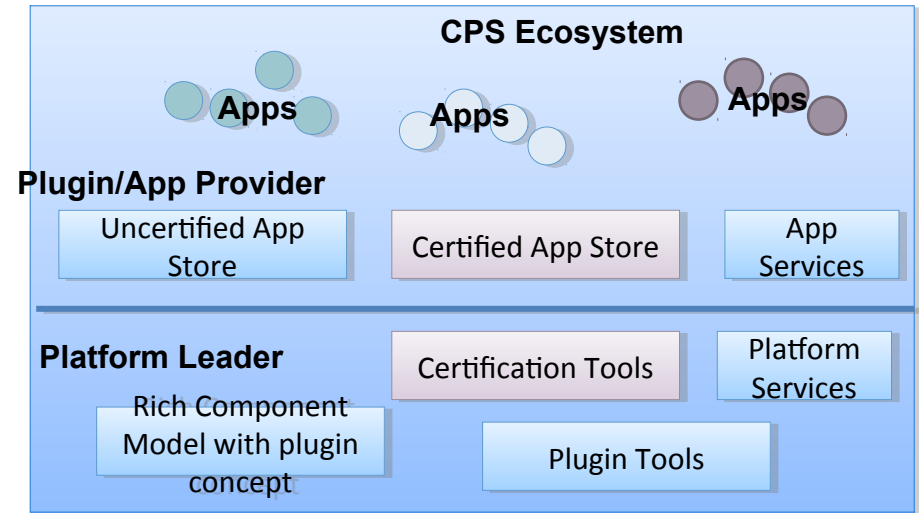 CPS Ecosystem
Apps
Apps
Apps
Plugin/App Provider
Uncertified App
Store
Certified App Store
App
Services
Platform Leader
Certification Tools
Platform
Services
Rich Component
Model with plugin
concept
Plugin Tools